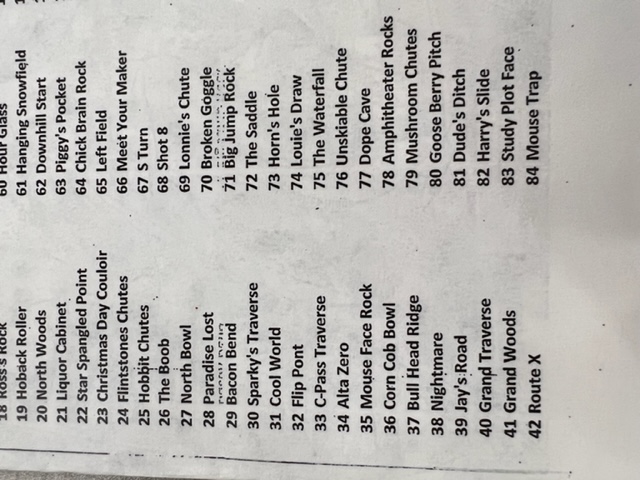 18 Ross's Rock
19 Hoback Roller
20 North Woods
21 Liquor Cabinet
22 Star Spangled Point
23 Christmas Day Couloir
24 Flintstones Chutes
25 Hobbit Chutes
26 The Boob
27 North Bowl
28 Paradise Lost
29 Bacon Bend
30 Sparky's Traverse
31 Cool World
32 Flip Pont
33 C-Pass Traverse
34 Alta Zero
35 Mouse Face Rock
36 Corn Cob Bowl
37 Bull Head Ridge
38 Nightmare
39 Jay's Road
40 Grand Traverse
41 Grand Woods
42 Route X
60 Hour Glass
61 Hanging Snowfield
62 Downhill Start
63 Piggy's Pocket
64 Chick Brain Rock
65 Left Field
66 Meet Your Maker
67 S Turn
68 Shot 8
69 Lonnie's Chute
70 Broken Goggle
71 Big Jump Rock
72 The Saddle
73 Horn's Hole
74 Louie's Draw
75 The Waterfall
76 Unskiable Chute
77 Dope Cave
78 Amphitheater Rocks
79 Mushroom Chutes
80 Goose Berry Pitch
81 Dude's Ditch
82 Harry's Slide
83 Study Plot Face
84 Mouse Trap